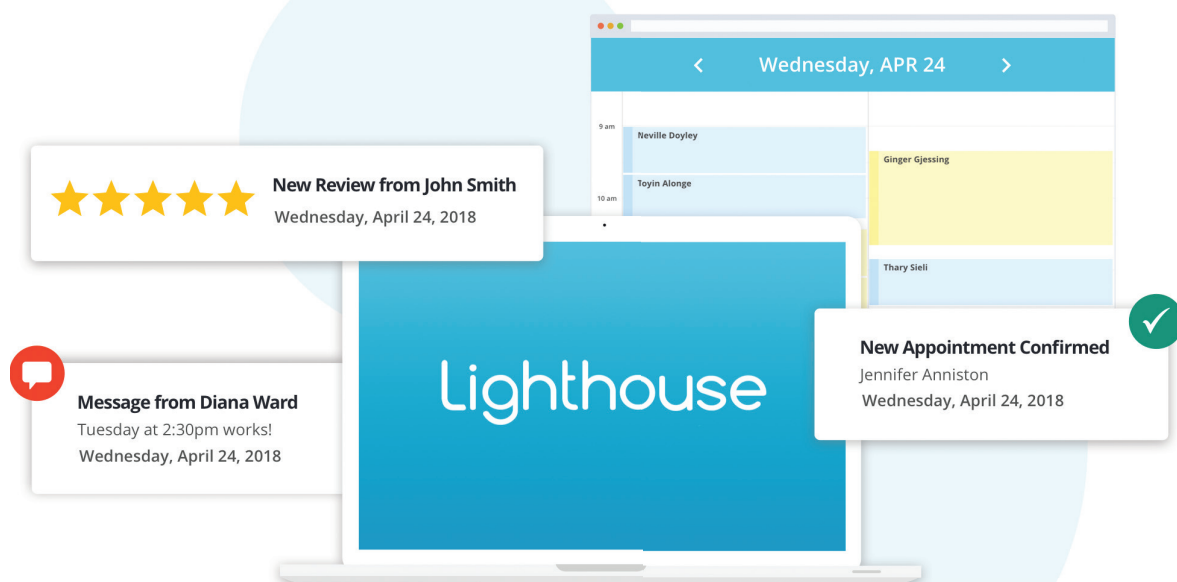 Wednesday, APR 24
9 am
Neville Doyley
Ginger Gjessing
Toyin Alonge
10 am
Thary Sieli
New Review from John Smith
Wednesday, April 24, 2018
Lighthouse
New Appointment Confirmed
Jennifer Anniston
Wednesday, April 24, 2018
Message from Diana Ward
Tuesday at 2:30pm works!
Wednesday, April 24, 2018